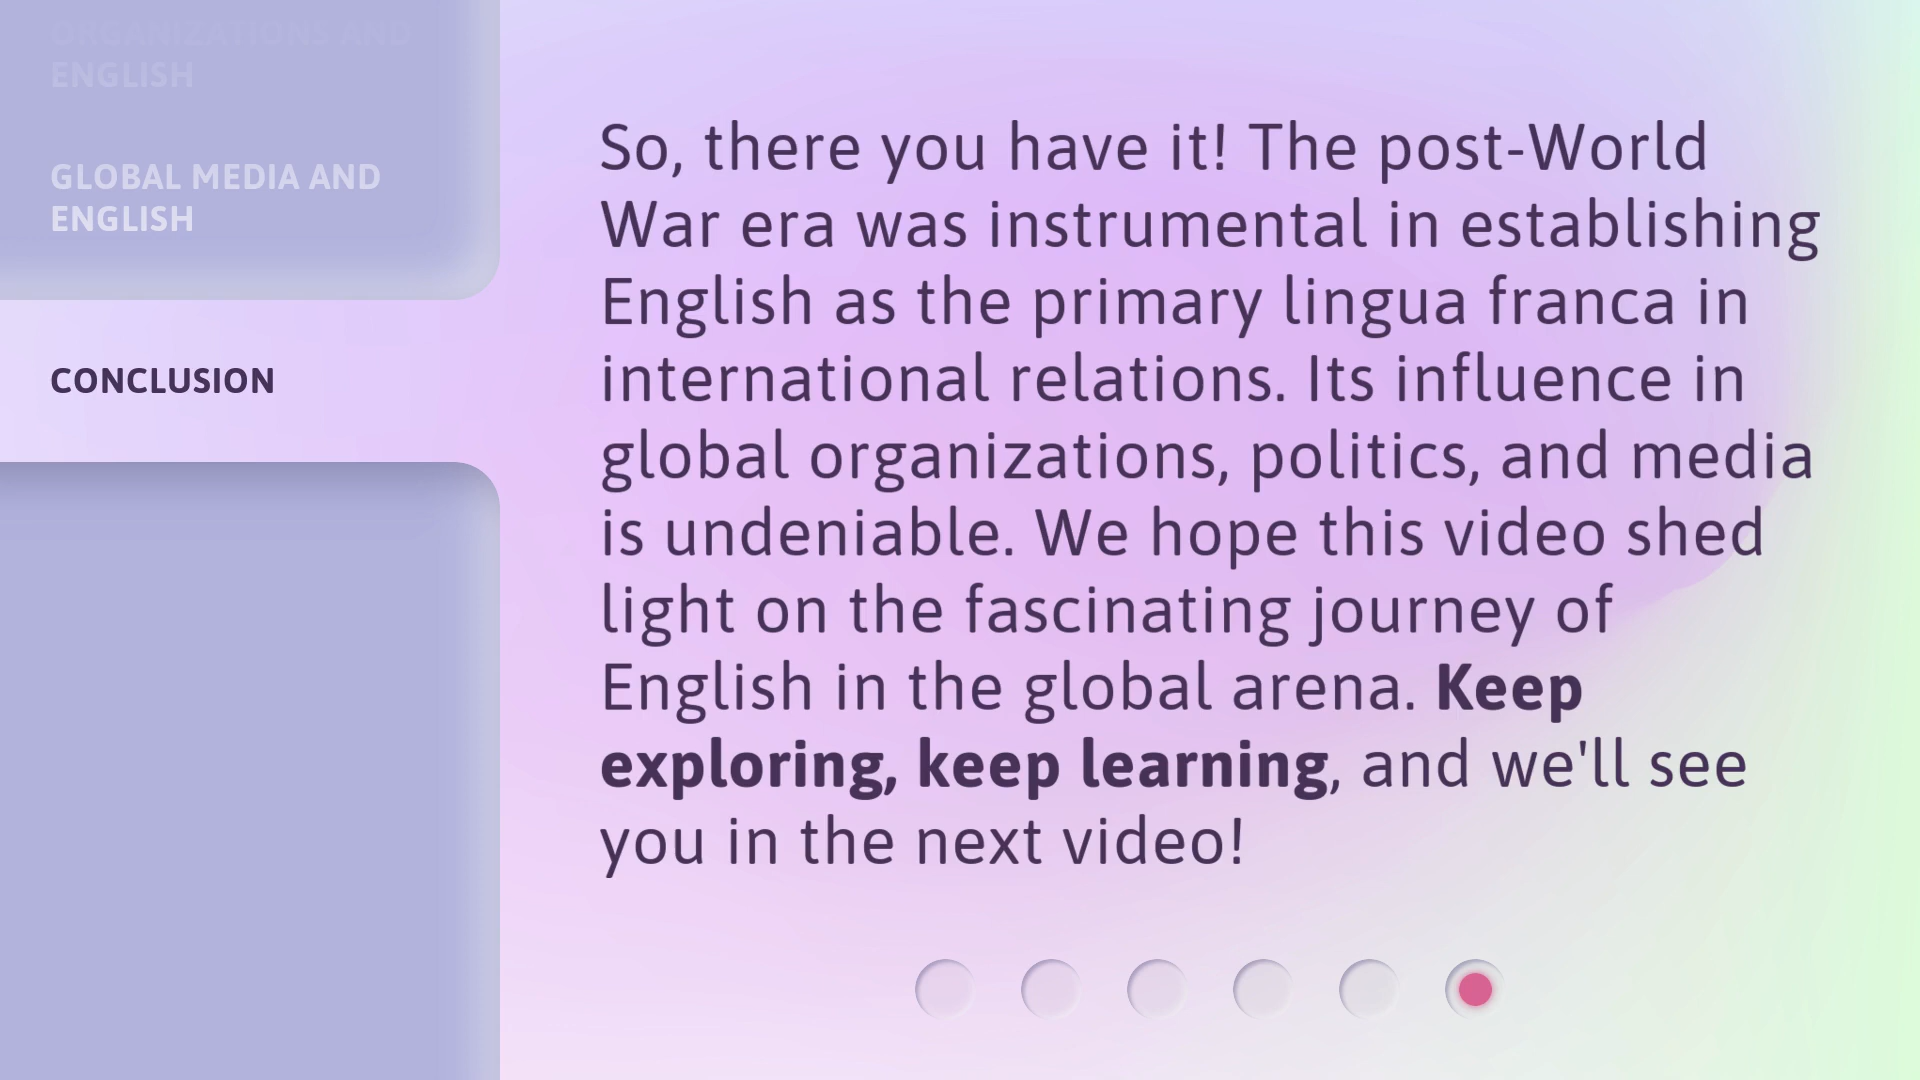 ORGANIZATIONS AND
ENGLISH
GLOBAL MEDIA AND
ENGLISH
CONCLUSION
So, there you have it! The post-World
War era was instrumental in establishing
English as the primary lingua franca in
international relations. Its influence in
global organizations, politics, and media
is undeniable. We hope this video shed
light on the fascinating journey of
English in the global arena. Keep
exploring, keep learning, and we'll see
you in the next video!